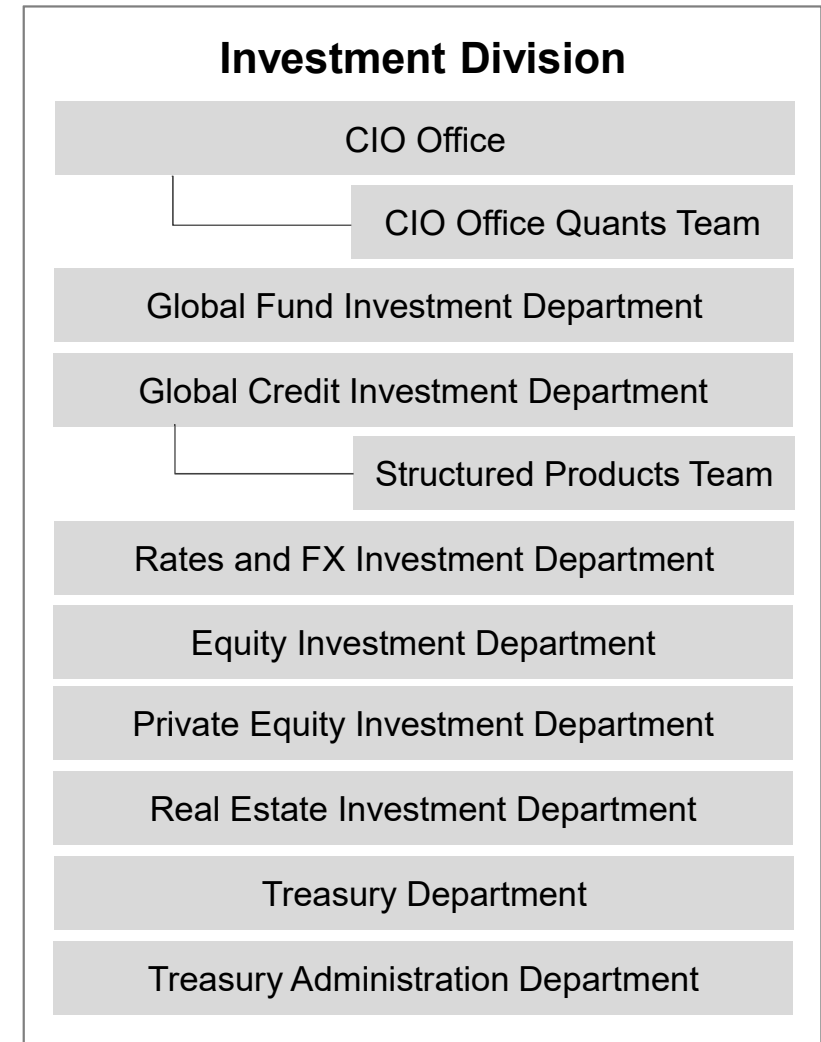 Investment Division
CIO Office
CIO Office Quants Team
Global Fund Investment Department
Global Credit Investment Department
Structured Products Team
Rates and FX Investment Department
Equity Investment Department
Private Equity Investment Department
Real Estate Investment Department
Treasury Department
Treasury Administration Department